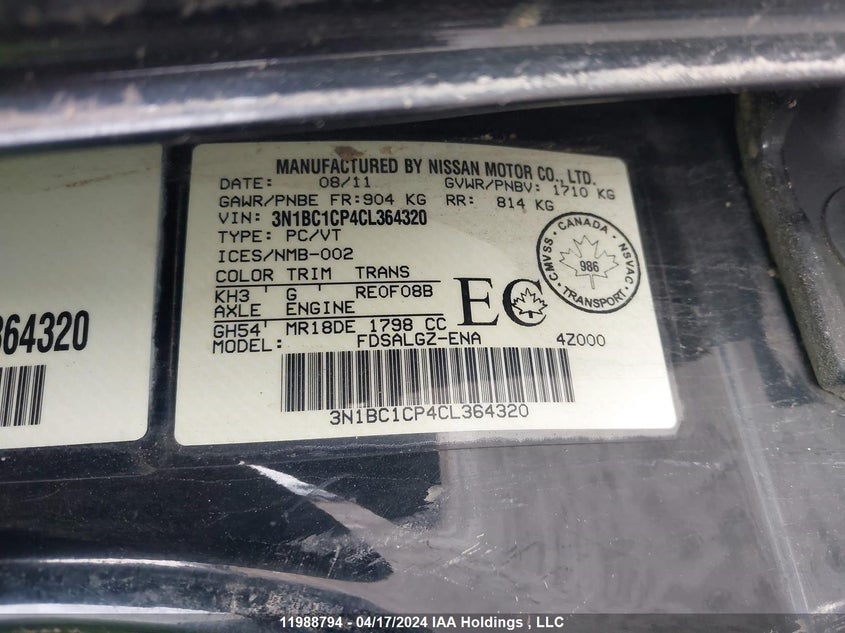 MANUFACTURED BY NISSAN MOTOR CO., LTD.
DATE: 08/11 GVWR/PNBV: 1710 KG
GAWR/PNBE FR: 904 KG RR: 814 KG
VIN: 3N1BC1CP4CL364320
TYPE: PC/VT
ICES/NMB-002
COLOR TRIM TRANS
KH3 ' G ' RE0F08B
AXLE ENGINE
GH54' MR18DE 1798 CC
MODEL: FDSALGZ-ENA 4Z000
3N1BC1CP4CL364320
EC
CANADA
CMVSS · NSVAC
986
TRANSPORT
364320
11988794 - 04/17/2024 IAA Holdings , LLC